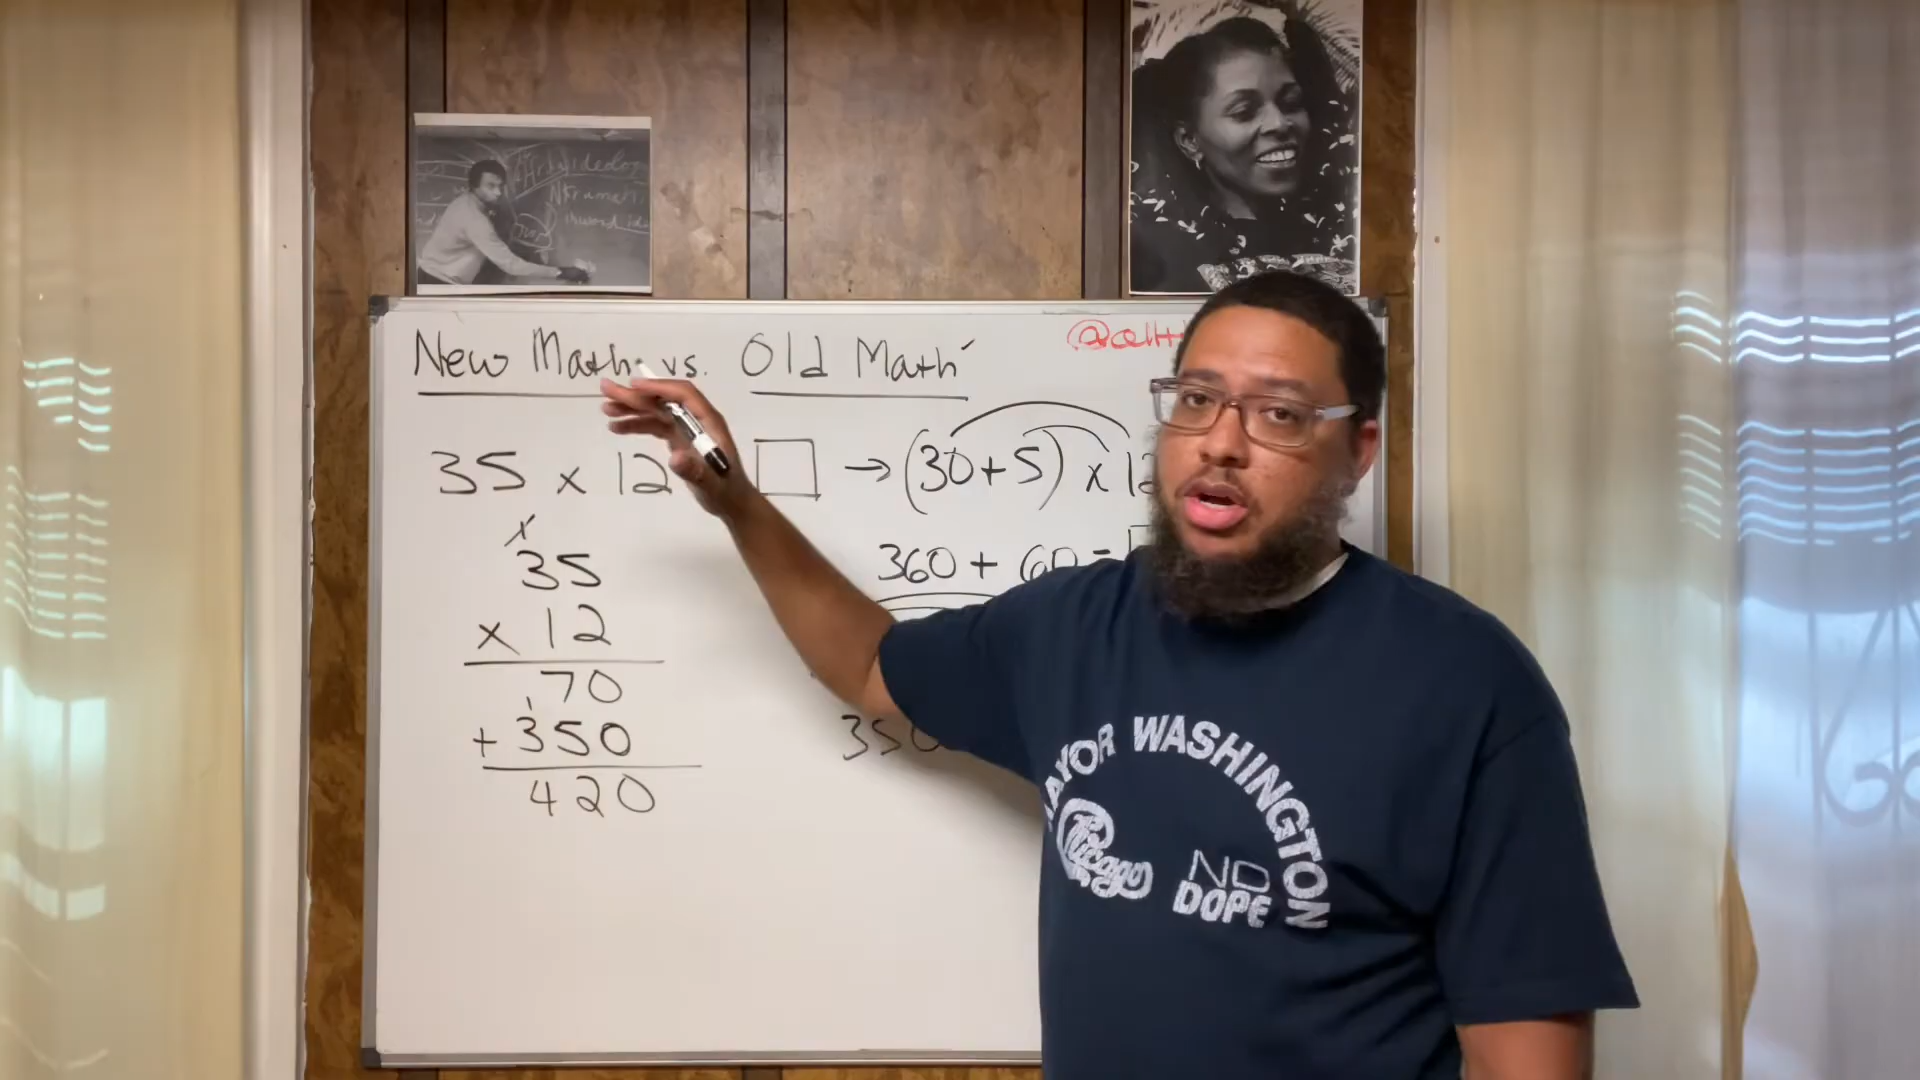 New Math vs. Old Math
35 x 12 □ → (30+5) x 12
35
x 12
70
+ 350
420
360 + 60 =
350
MAYOR WASHINGTON
Chicago
NO
DOPE